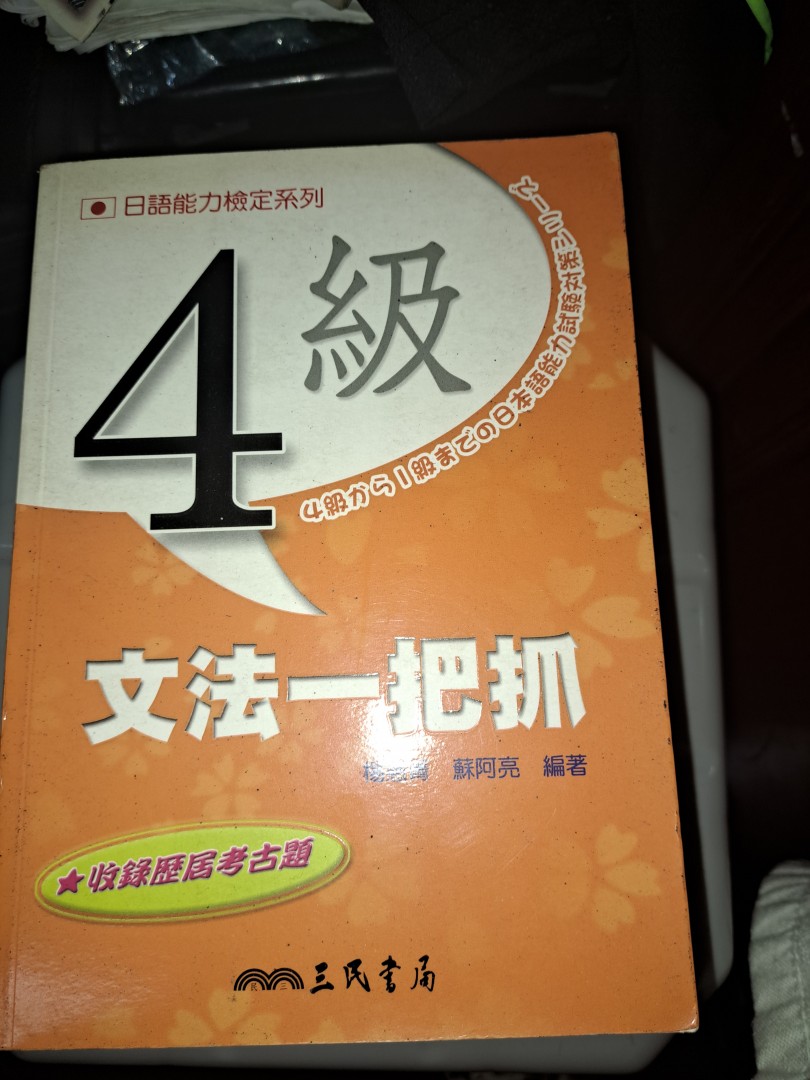 日語能力檢定系列
4級
4級から1級までの日本語能力試験対策シリーズ
文法一把抓
蘇阿亮 編著
★收錄歷屆考古題
三民書局